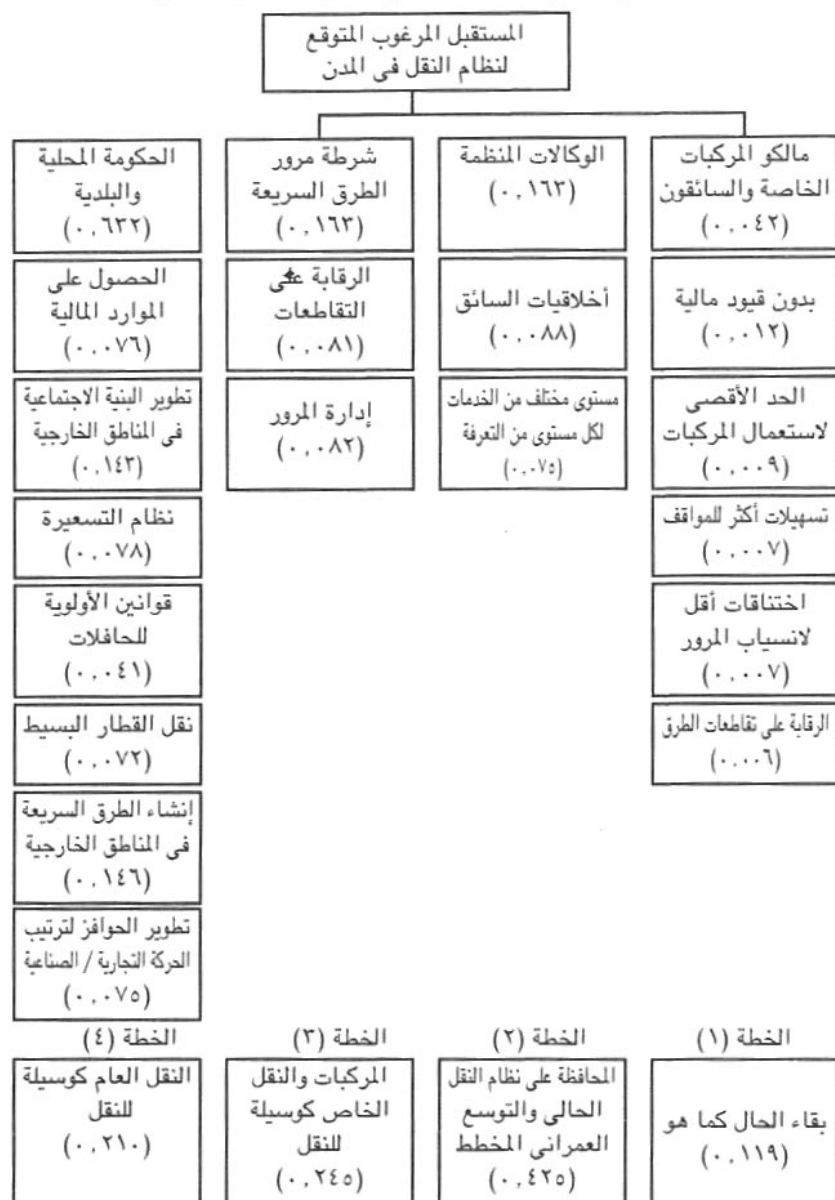 المستقبل المرغوب المتوقع
لنظام النقل فى المدن
مالكو المركبات
الخاصة والسائقون
(٠,٠٤٢)
بدون قيود مالية
(٠,٠١٢)
الحد الأقصى
لاستعمال المركبات
(٠,٠٠٩)
تسهيلات أكثر للمواقف
(٠,٠٠٧)
اختناقات أقل
لانسياب المرور
(٠,٠٠٧)
الرقابة على تقاطعات الطرق
(٠,٠٠٦)
الوكالات المنظمة
(٠,١٦٣)
أخلاقيات السائق
(٠,٠٨٨)
مستوى مختلف من الخدمات
لكل مستوى من التعرفة
(٠,٠٧٥)
شرطة مرور
الطرق السريعة
(٠,١٦٣)
الرقابة على
التقاطعات
(٠,٠٨١)
إدارة المرور
(٠,٠٨٢)
الحكومة المحلية
والبلدية
(٠,٦٣٢)
الحصول على
الموارد المالية
(٠,٠٧٦)
تطوير البنية الاجتماعية
فى المناطق الخارجية
(٠,١٤٣)
نظام التسعيرة
(٠,٠٧٨)
قوانين الأولوية
للحافلات
(٠,٠٤١)
نقل القطار البسيط
(٠,٠٧٢)
إنشاء الطرق السريعة
فى المناطق الخارجية
(٠,١٤٦)
تطوير الحوافز لترتيب
الحركة التجارية / الصناعية
(٠,٠٧٥)
الخطة (١)
بقاء الحال كما هو
(٠,١١٩)
الخطة (٢)
المحافظة على نظام النقل
الحالى والتوسع
العمرانى المخطط
(٠,٤٢٥)
الخطة (٣)
المركبات والنقل
الخاص كوسيلة
للنقل
(٠,٢٤٥)
الخطة (٤)
النقل العام كوسيلة
للنقل
(٠,٢١٠)